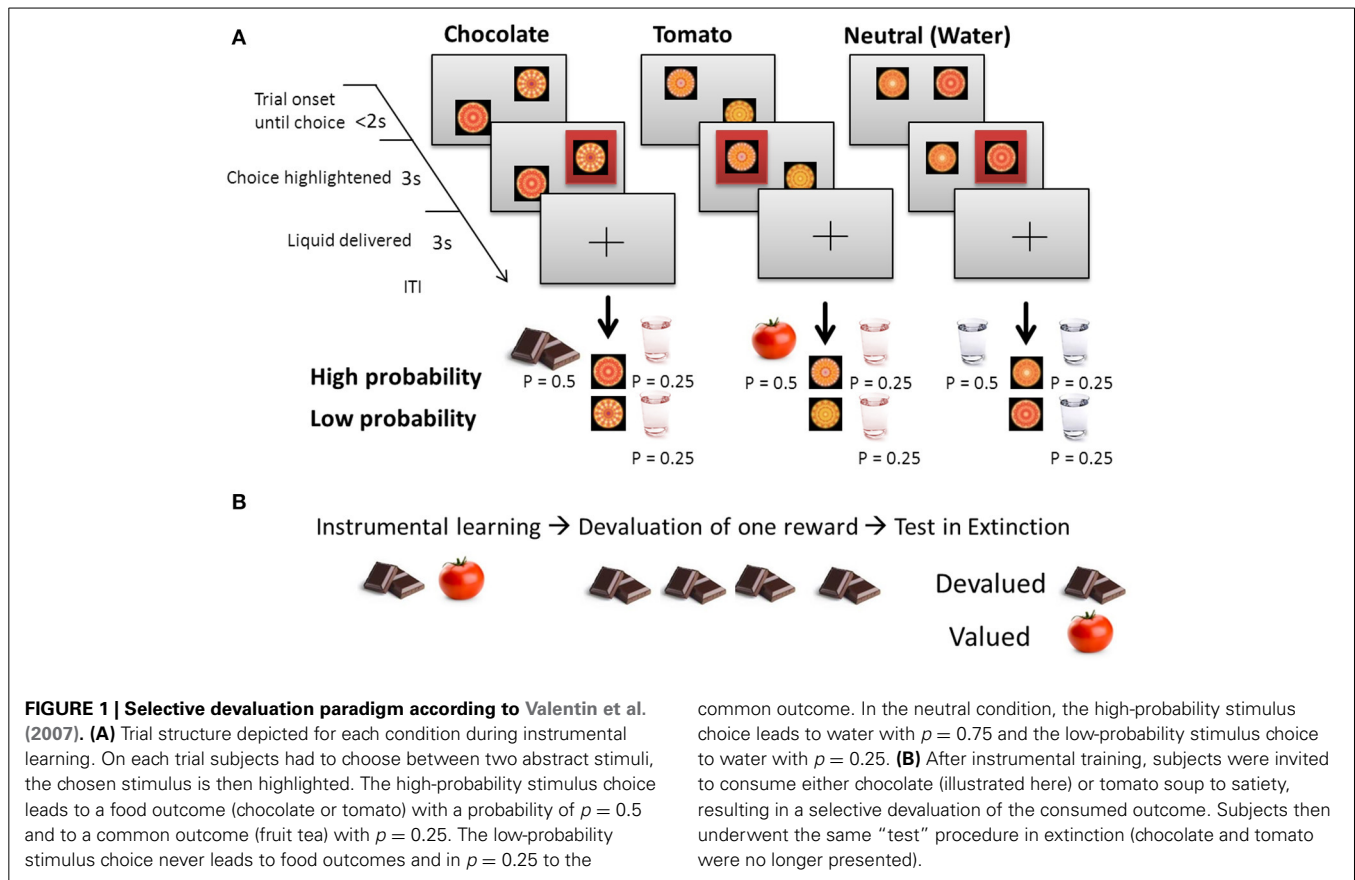 A
Chocolate Tomato Neutral (Water)
Trial onset
until choice <2s
Choice highlightened 3s
Liquid delivered 3s
ITI
High probability P = 0.5 P = 0.25 P = 0.5 P = 0.25 P = 0.5 P = 0.25
Low probability
P = 0.25 P = 0.25 P = 0.25
B
Instrumental learning → Devaluation of one reward → Test in Extinction
Devalued
Valued
FIGURE 1 | Selective devaluation paradigm according to Valentin et al.
(2007). (A) Trial structure depicted for each condition during instrumental
learning. On each trial subjects had to choose between two abstract stimuli,
the chosen stimulus is then highlighted. The high-probability stimulus choice
leads to a food outcome (chocolate or tomato) with a probability of p = 0.5
and to a common outcome (fruit tea) with p = 0.25. The low-probability
stimulus choice never leads to food outcomes and in p = 0.25 to the
common outcome. In the neutral condition, the high-probability stimulus
choice leads to water with p = 0.75 and the low-probability stimulus choice
to water with p = 0.25. (B) After instrumental training, subjects were invited
to consume either chocolate (illustrated here) or tomato soup to satiety,
resulting in a selective devaluation of the consumed outcome. Subjects then
underwent the same “test” procedure in extinction (chocolate and tomato
were no longer presented).